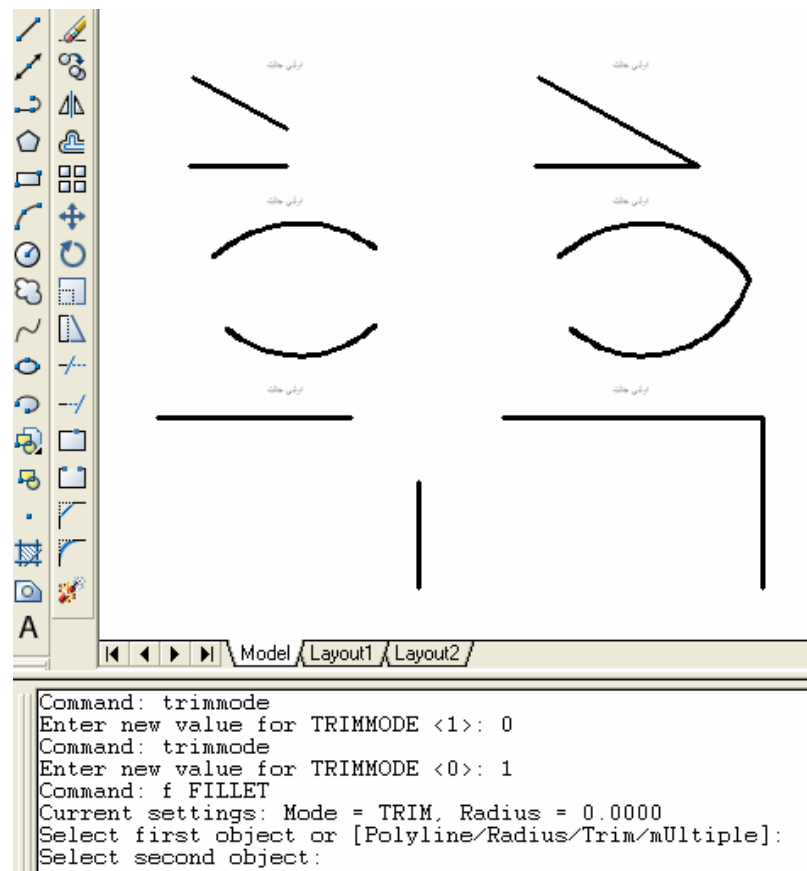 A
Model
Layout1
Layout2
Command: trimmode
Enter new value for TRIMMODE <1>: 0
Command: trimmode
Enter new value for TRIMMODE <0>: 1
Command: f FILLET
Current settings: Mode = TRIM, Radius = 0.0000
Select first object or [Polyline/Radius/Trim/mUltiple]:
Select second object: